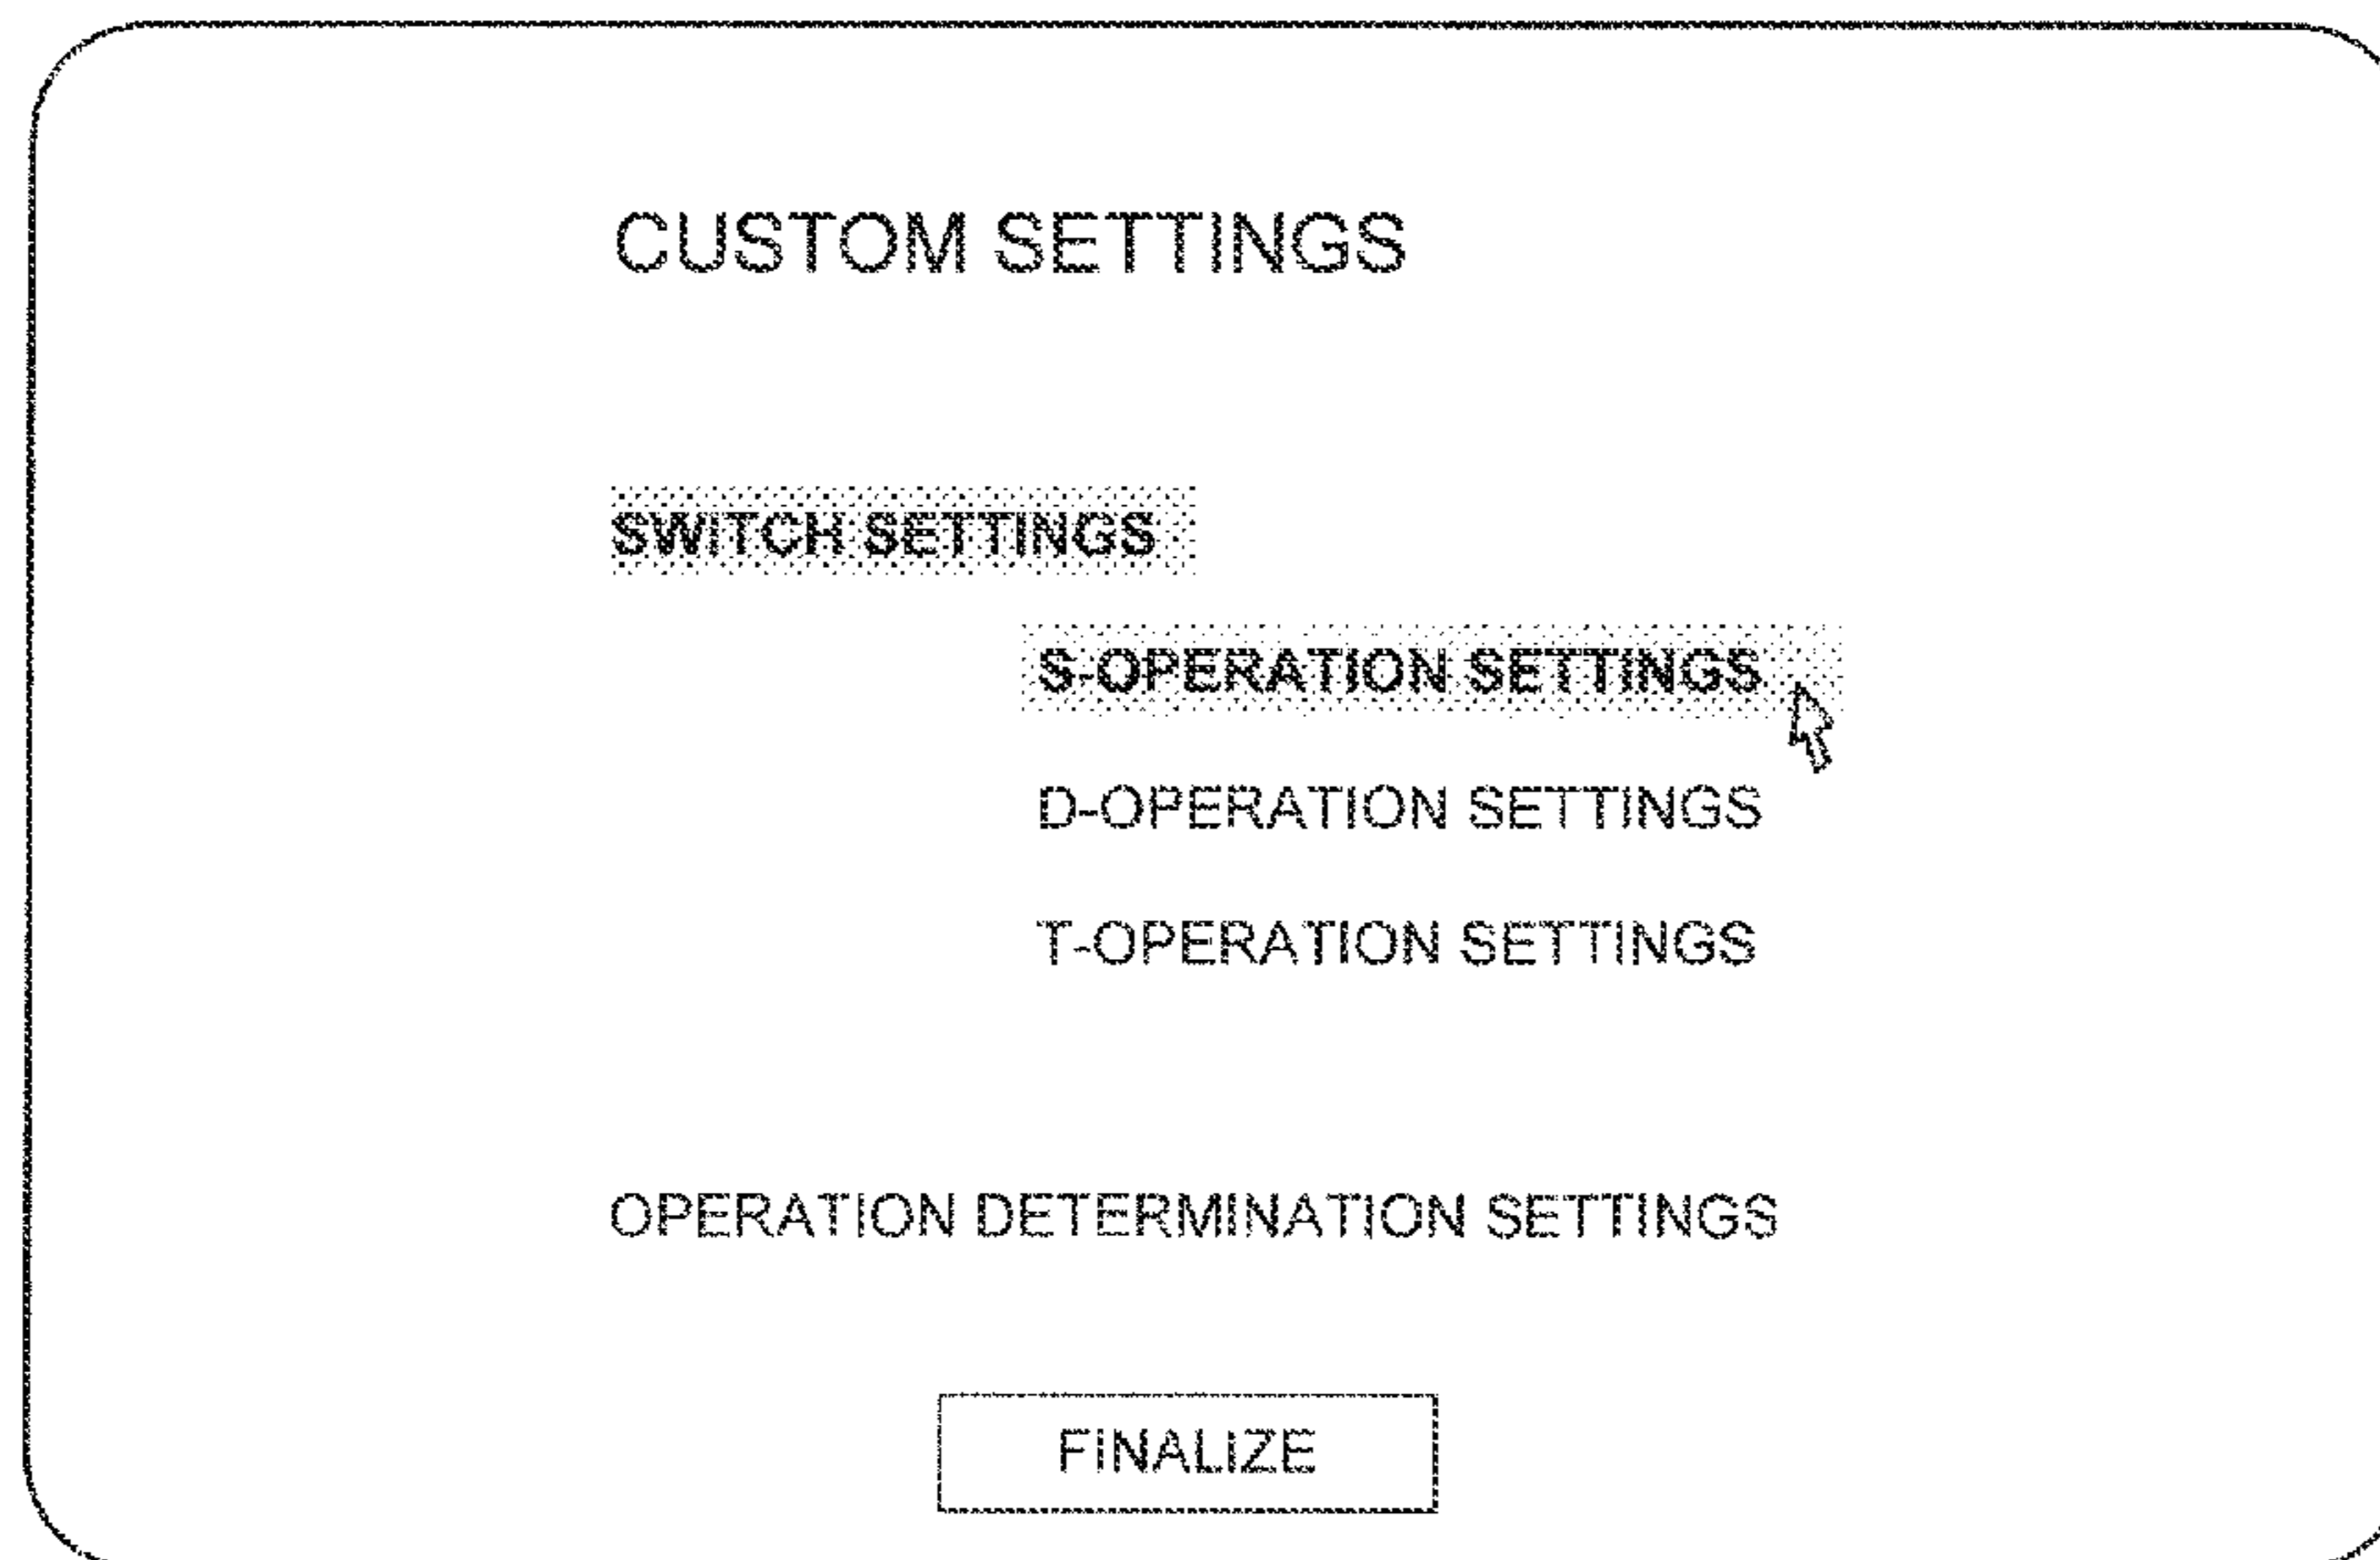 CUSTOM SETTINGS
SWITCH SETTINGS
S-OPERATION SETTINGS
D-OPERATION SETTINGS
T-OPERATION SETTINGS
OPERATION DETERMINATION SETTINGS
FINALIZE